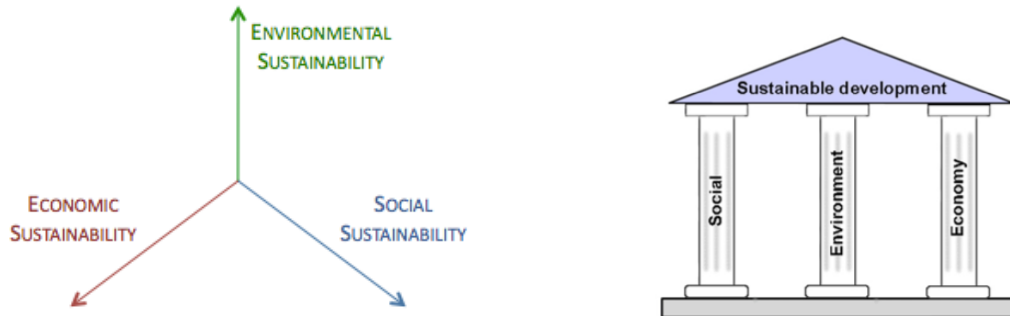 ENVIRONMENTAL
SUSTAINABILITY
ECONOMIC
SUSTAINABILITY
SOCIAL
SUSTAINABILITY
Sustainable development
Social
Environment
Economy